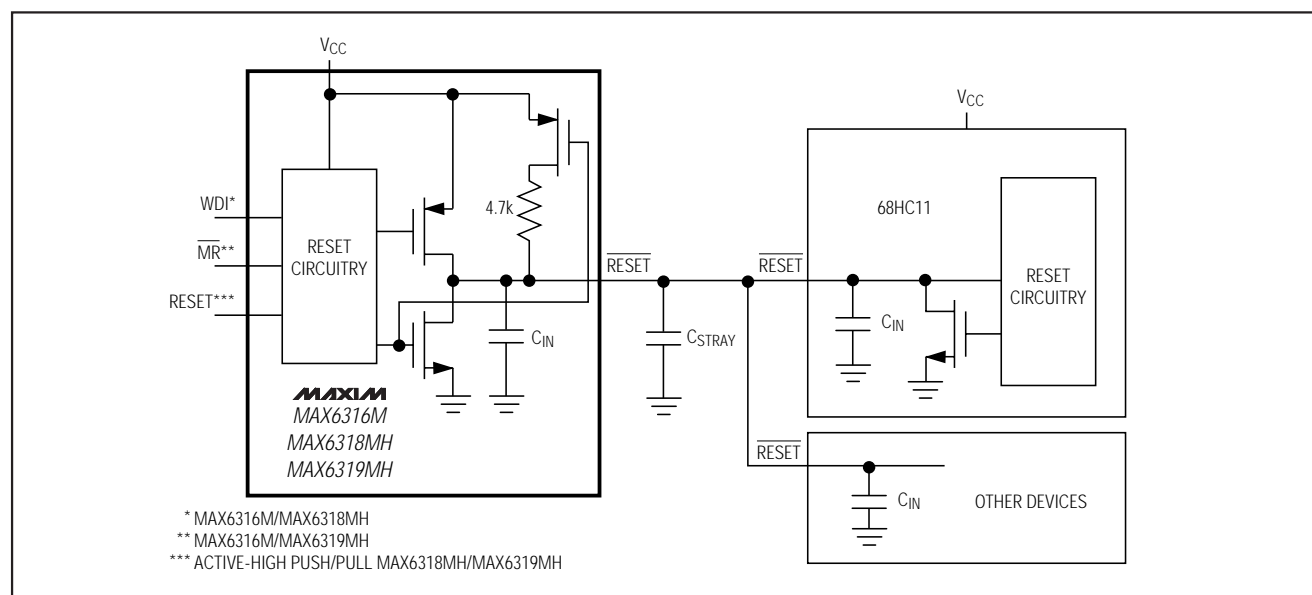 VCC
WDI*
MR**
RESET***
RESET
CIRCUITRY
4.7k
CIN
MAXIM
MAX6316M
MAX6318MH
MAX6319MH
RESET
CSTRAY
RESET
VCC
68HC11
CIN
RESET
CIRCUITRY
RESET
CIN
OTHER DEVICES
* MAX6316M/MAX6318MH
** MAX6316M/MAX6319MH
*** ACTIVE-HIGH PUSH/PULL MAX6318MH/MAX6319MH